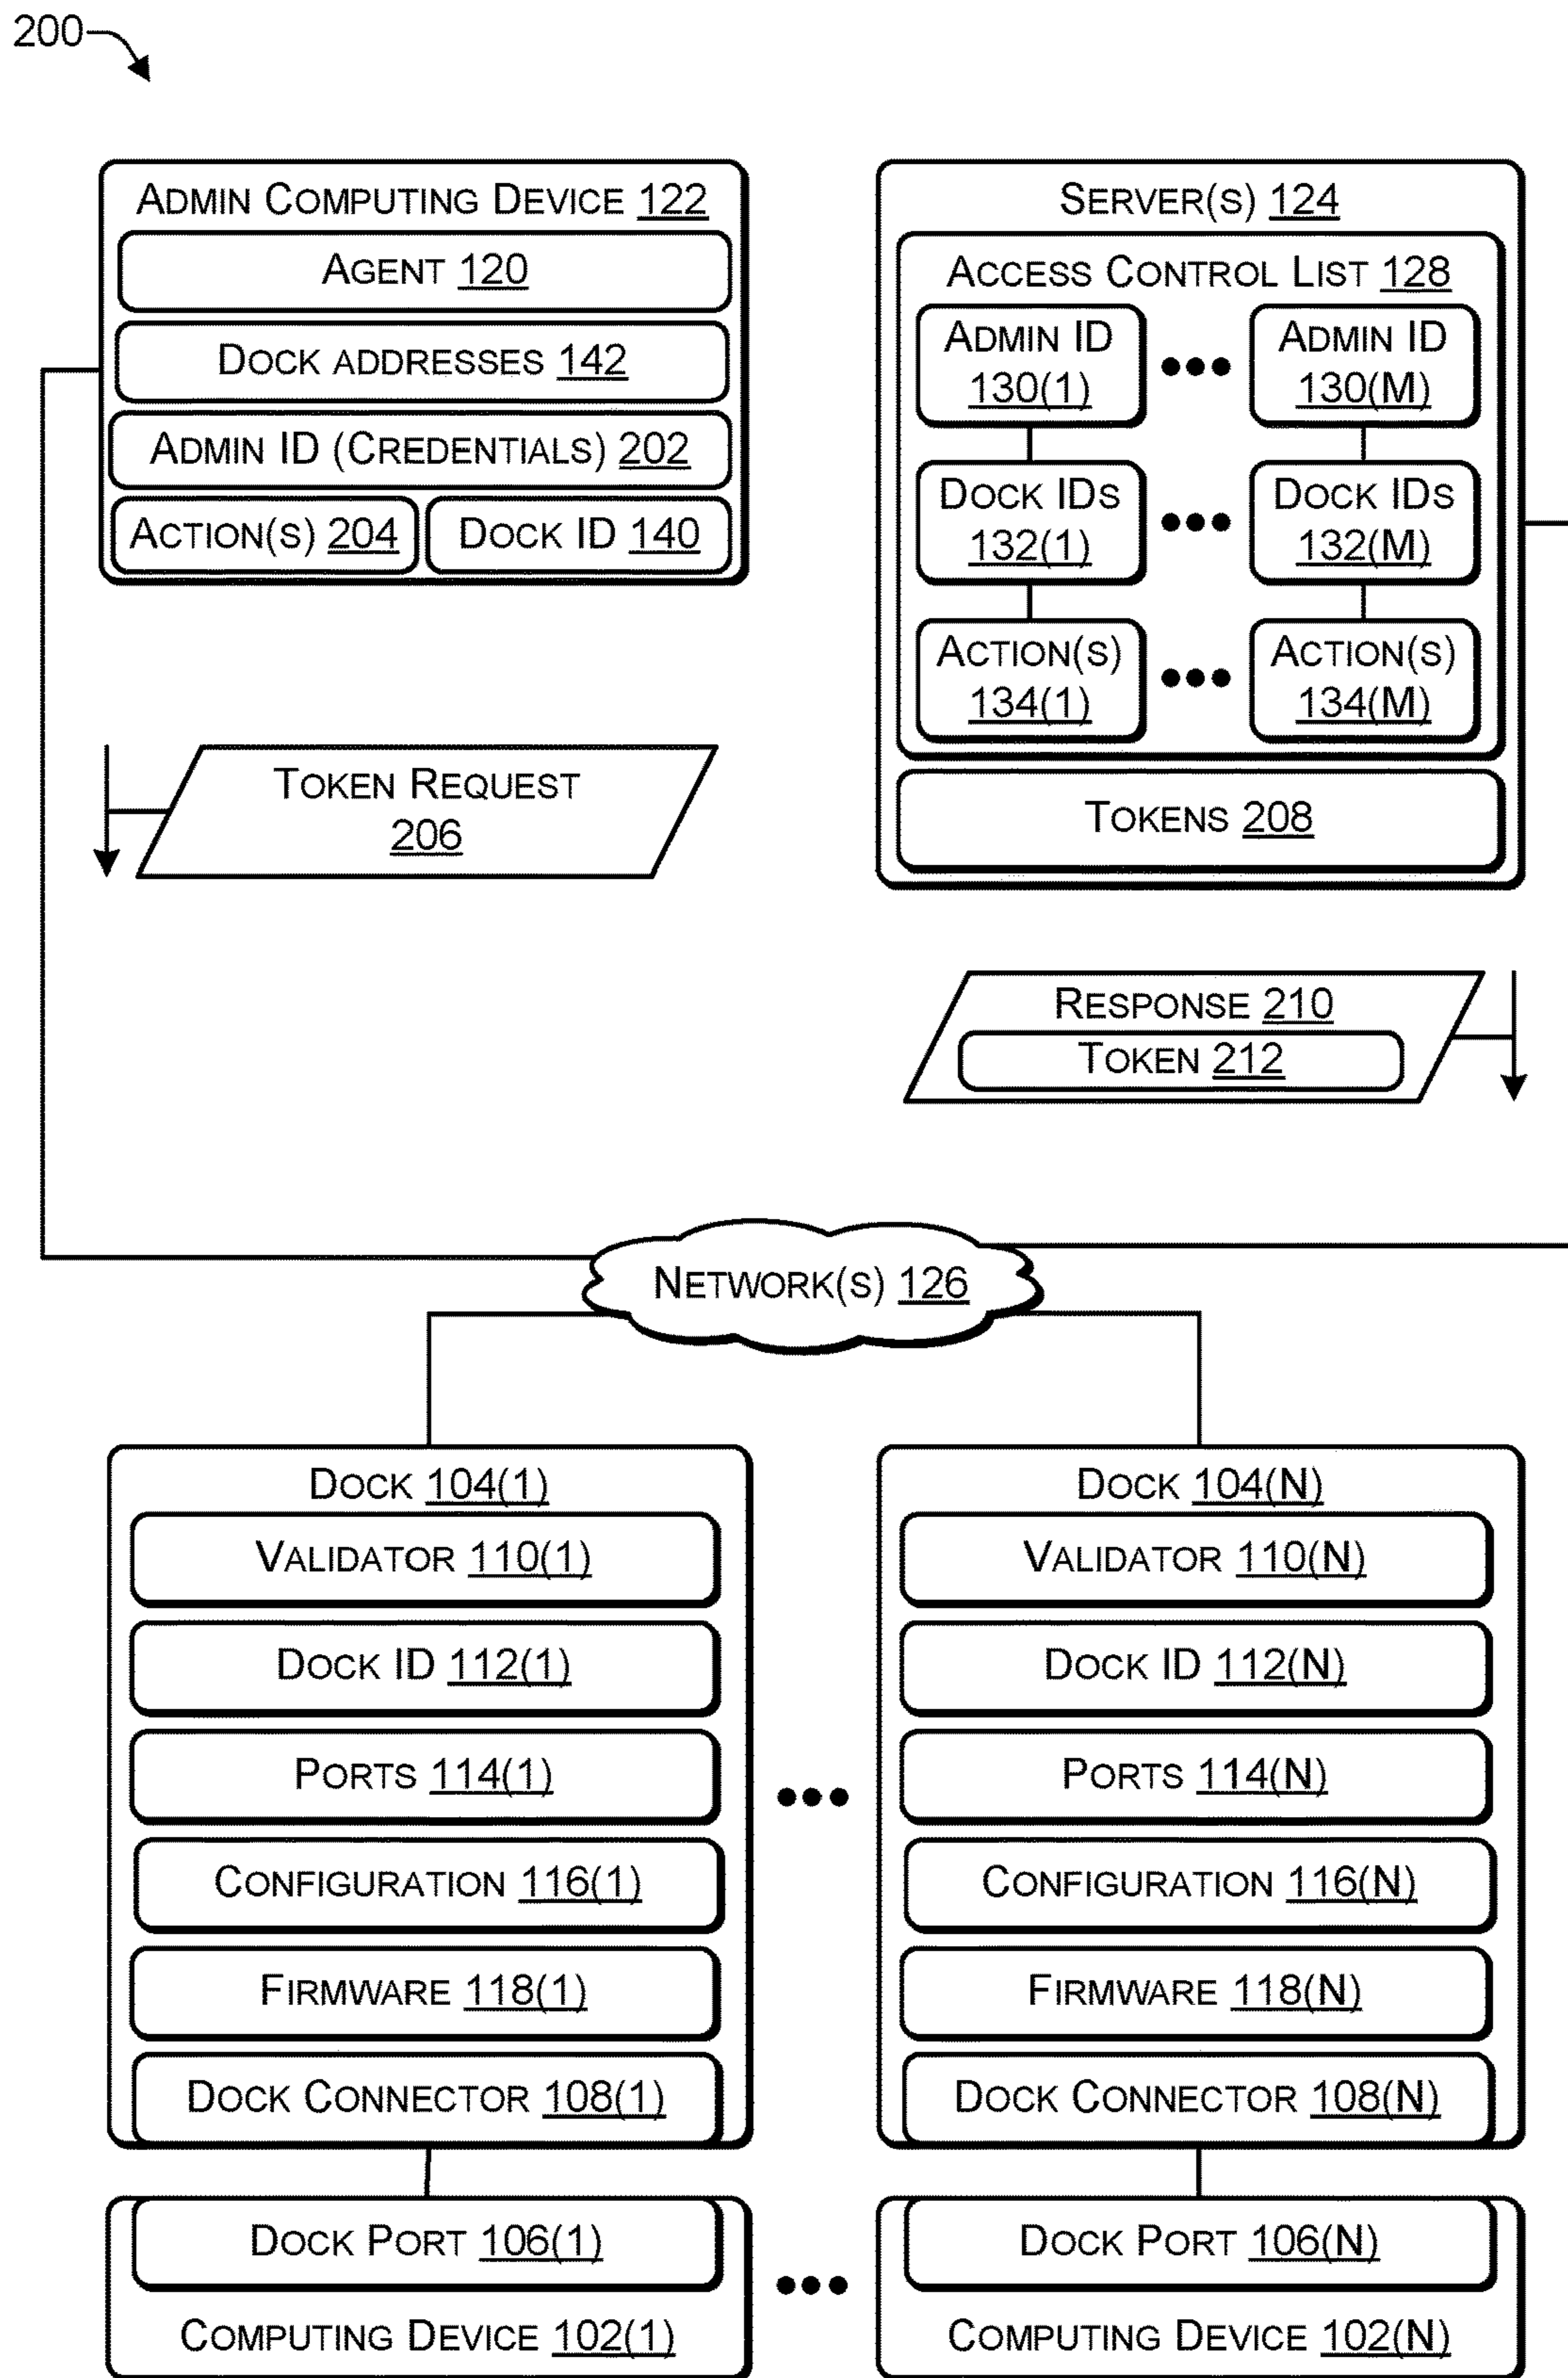 200
ADMIN COMPUTING DEVICE 122
AGENT 120
DOCK ADDRESSES 142
ADMIN ID (CREDENTIALS) 202
ACTION(S) 204
DOCK ID 140
TOKEN REQUEST
206
SERVER(S) 124
ACCESS CONTROL LIST 128
ADMIN ID
130(1)
ADMIN ID
130(M)
DOCK IDS
132(1)
DOCK IDS
132(M)
ACTION(S)
134(1)
ACTION(S)
134(M)
TOKENS 208
RESPONSE 210
TOKEN 212
NETWORK(S) 126
DOCK 104(1)
VALIDATOR 110(1)
DOCK ID 112(1)
PORTS 114(1)
CONFIGURATION 116(1)
FIRMWARE 118(1)
DOCK CONNECTOR 108(1)
DOCK PORT 106(1)
COMPUTING DEVICE 102(1)
DOCK 104(N)
VALIDATOR 110(N)
DOCK ID 112(N)
PORTS 114(N)
CONFIGURATION 116(N)
FIRMWARE 118(N)
DOCK CONNECTOR 108(N)
DOCK PORT 106(N)
COMPUTING DEVICE 102(N)